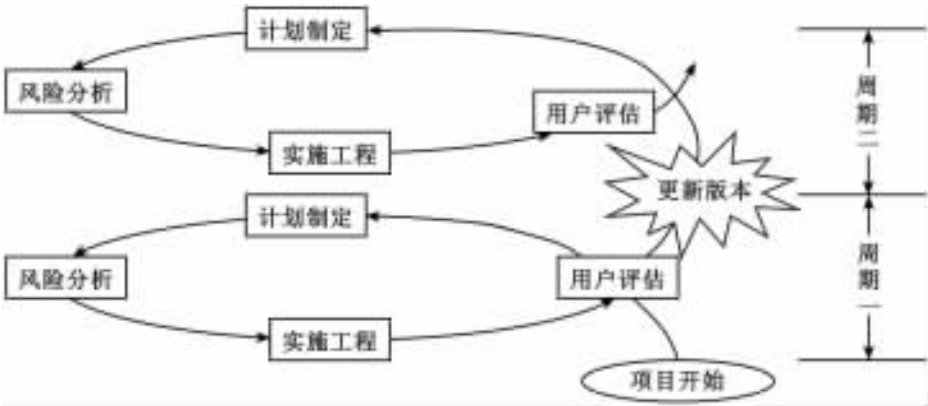 计划制定
风险分析
用户评估
实施工程
更新版本
周期二
计划制定
风险分析
用户评估
实施工程
周期一
项目开始